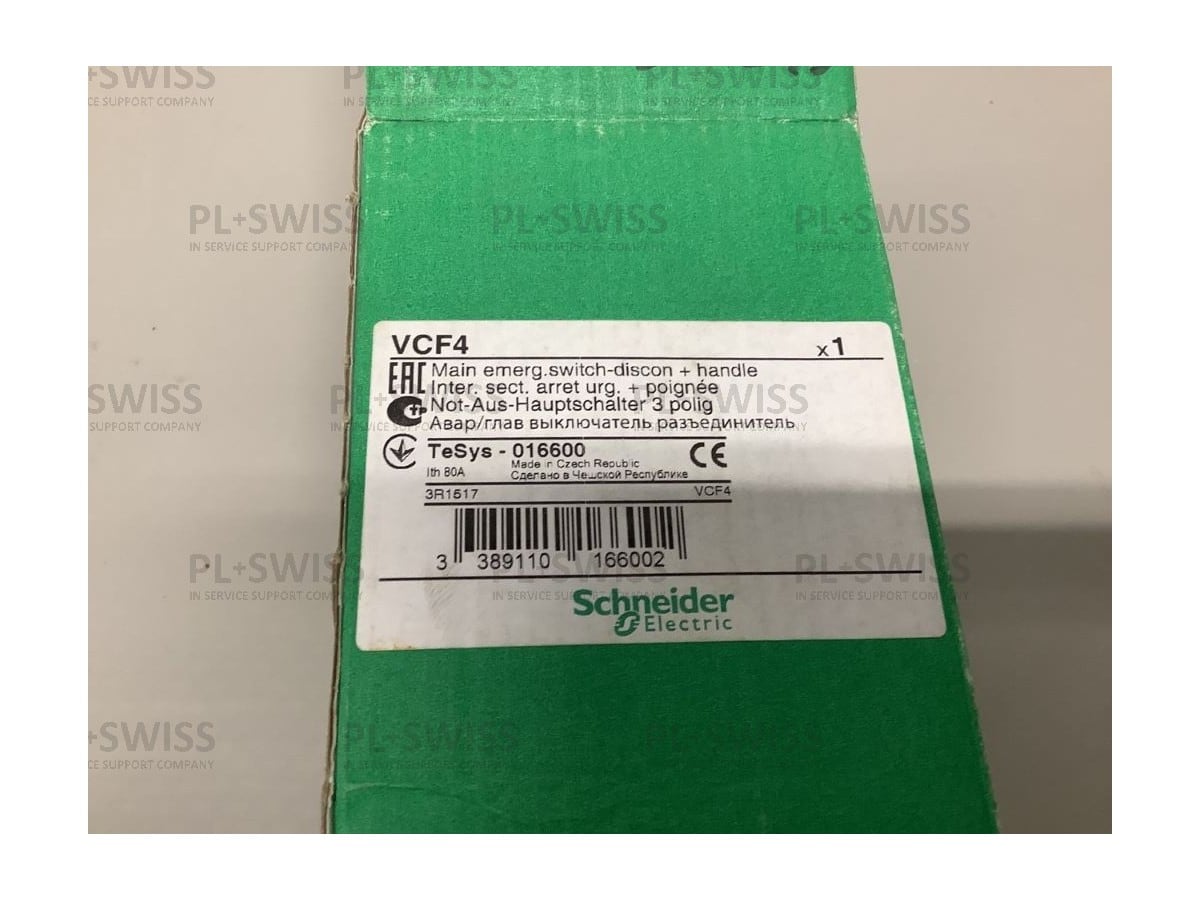 VCF4 x1
EAC Main emerg.switch-discon + handle
Inter. sect. arret urg. + poignée
Not-Aus-Hauptschalter 3 polig
Авар/глав выключатель разъединитель
TeSys - 016600 CE
Ith 80A Made in Czech Republic
Сделано в Чешской Республике
3R1517 VCF4
3 389110 166002
Schneider
Electric
PL+SWISS
IN SERVICE SUPPORT COMPANY